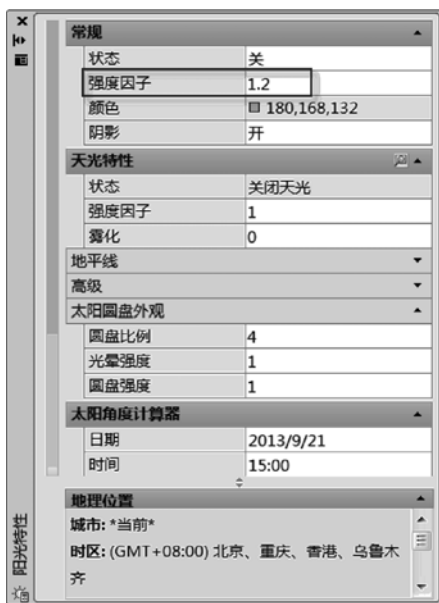 常规
状态 关
强度因子 1.2
颜色 180,168,132
阴影 开
天光特性
状态 关闭天光
强度因子 1
雾化 0
地平线
高级
太阳圆盘外观
圆盘比例 4
光晕强度 1
圆盘强度 1
太阳角度计算器
日期 2013/9/21
时间 15:00
地理位置
城市: *当前*
时区: (GMT+08:00) 北京、重庆、香港、乌鲁木
齐
阳光特性